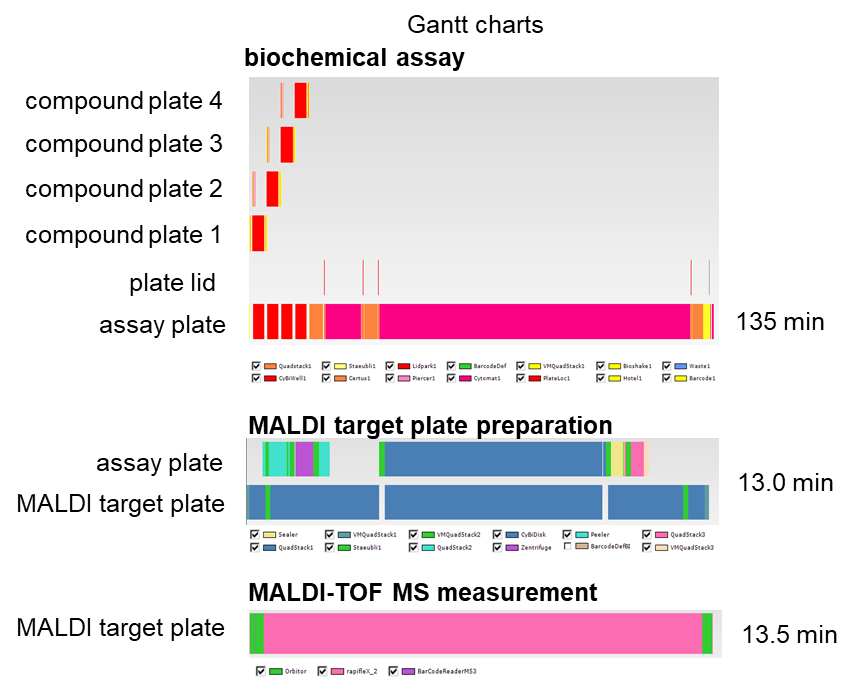 Gantt charts
biochemical assay
compound plate 4
compound plate 3
compound plate 2
compound plate 1
plate lid
assay plate
135 min
Quadstack1 Staeubli1 Lidpark1 BarcodeDef VMQuadStack1 Bioshake1 Waste1
CyBiWell1 Certus1 Piercer1 Cytomat1 PlateLoc1 Hotel1 Barcode1
MALDI target plate preparation
assay plate
MALDI target plate
13.0 min
Sealer VMQuadStack1 VMQuadStack2 CyBiDisk Peeler QuadStack3
QuadStack1 Staeubli1 QuadStack2 Zentrifuge BarcodeDefBI VMQuadStack3
MALDI-TOF MS measurement
MALDI target plate
13.5 min
Orbitor rapifleX_2 BarCodeReaderMS3